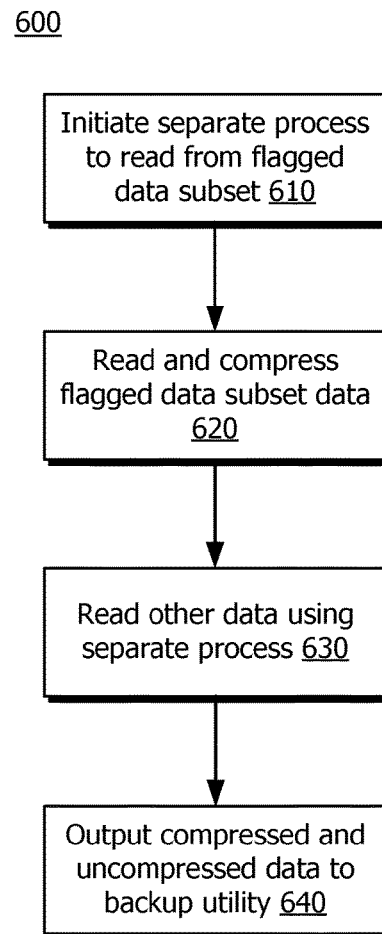 600
Initiate separate process
to read from flagged
data subset 610
Read and compress
flagged data subset data
620
Read other data using
separate process 630
Output compressed and
uncompressed data to
backup utility 640